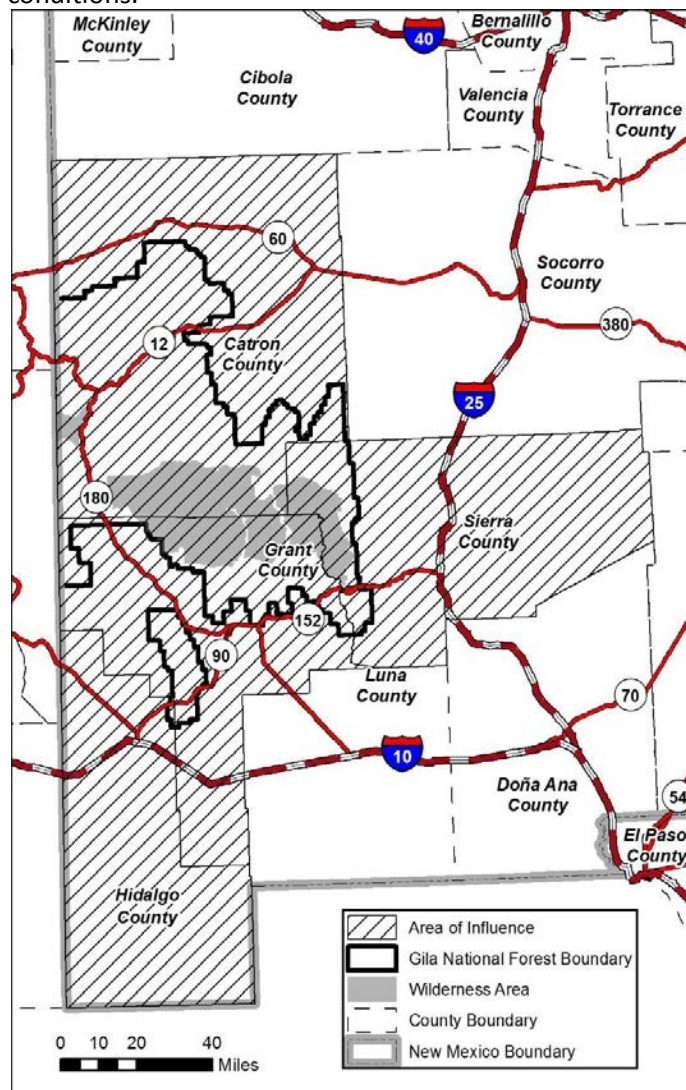 conditions.
McKinley
County
Bernalillo
County
40
Cibola
County
Valencia
County
Torrance
County
60
Socorro
County
12
Catron
County
380
25
180
Sierra
County
Grant
County
152
90
Luna
County
70
10
Doña Ana
County
54
El Paso
County
Hidalgo
County
Area of Influence
Gila National Forest Boundary
Wilderness Area
County Boundary
New Mexico Boundary
0 10 20 40
Miles